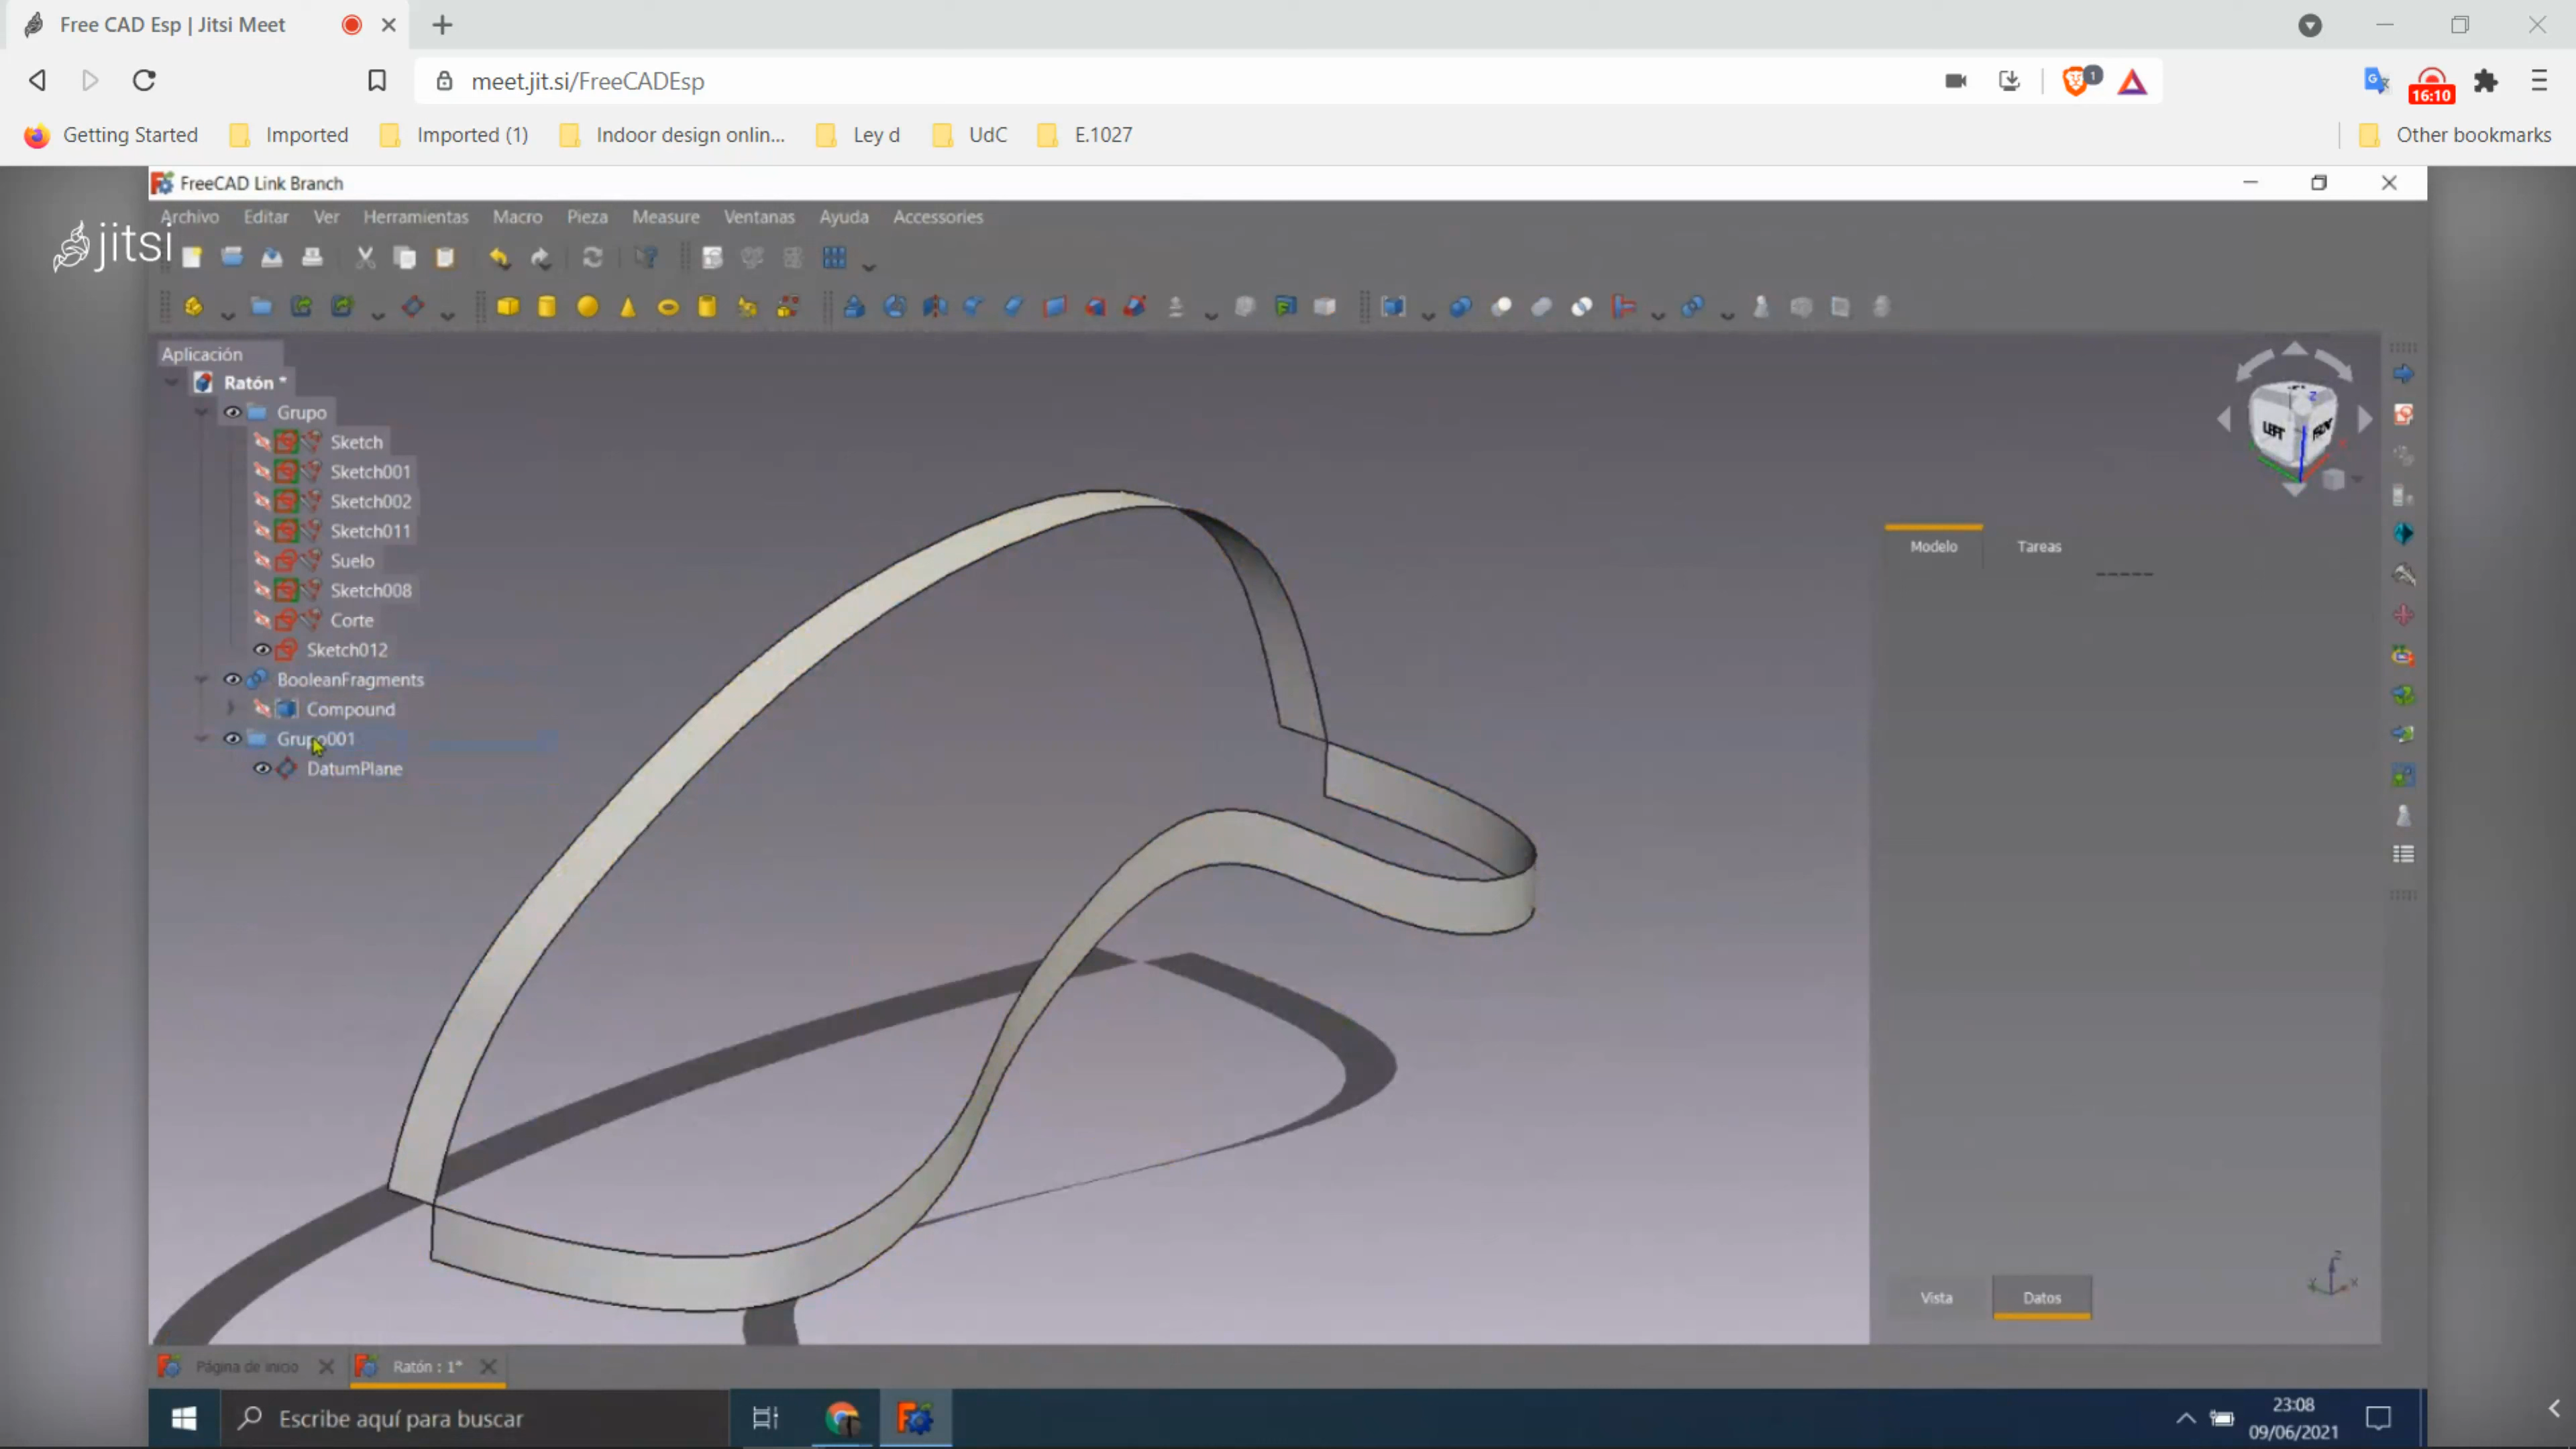 Free CAD Esp | Jitsi Meet
meet.jit.si/FreeCADEsp
1
16:10
Getting Started
Imported
Imported (1)
Indoor design onlin...
Ley d
UdC
E.1027
Other bookmarks
FreeCAD Link Branch
jitsi
Archivo Editar Ver Herramientas Macro Pieza Measure Ventanas Ayuda Accessories
Aplicación
Ratón *
Grupo
Sketch
Sketch001
Sketch002
Sketch011
Suelo
Sketch008
Corte
Sketch012
BooleanFragments
Compound
Grupo001
DatumPlane
LEFT
FRONT
Z
Modelo Tareas
Vista Datos
Z
Y X
Página de inicio
Ratón : 1*
Escribe aquí para buscar
23:08
09/06/2021